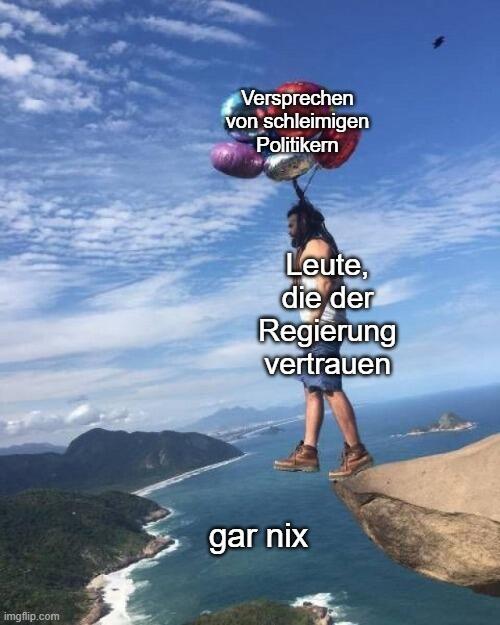 Versprechen
von schleimigen
Politikern
Leute,
die der
Regierung
vertrauen
gar nix
imgflip.com